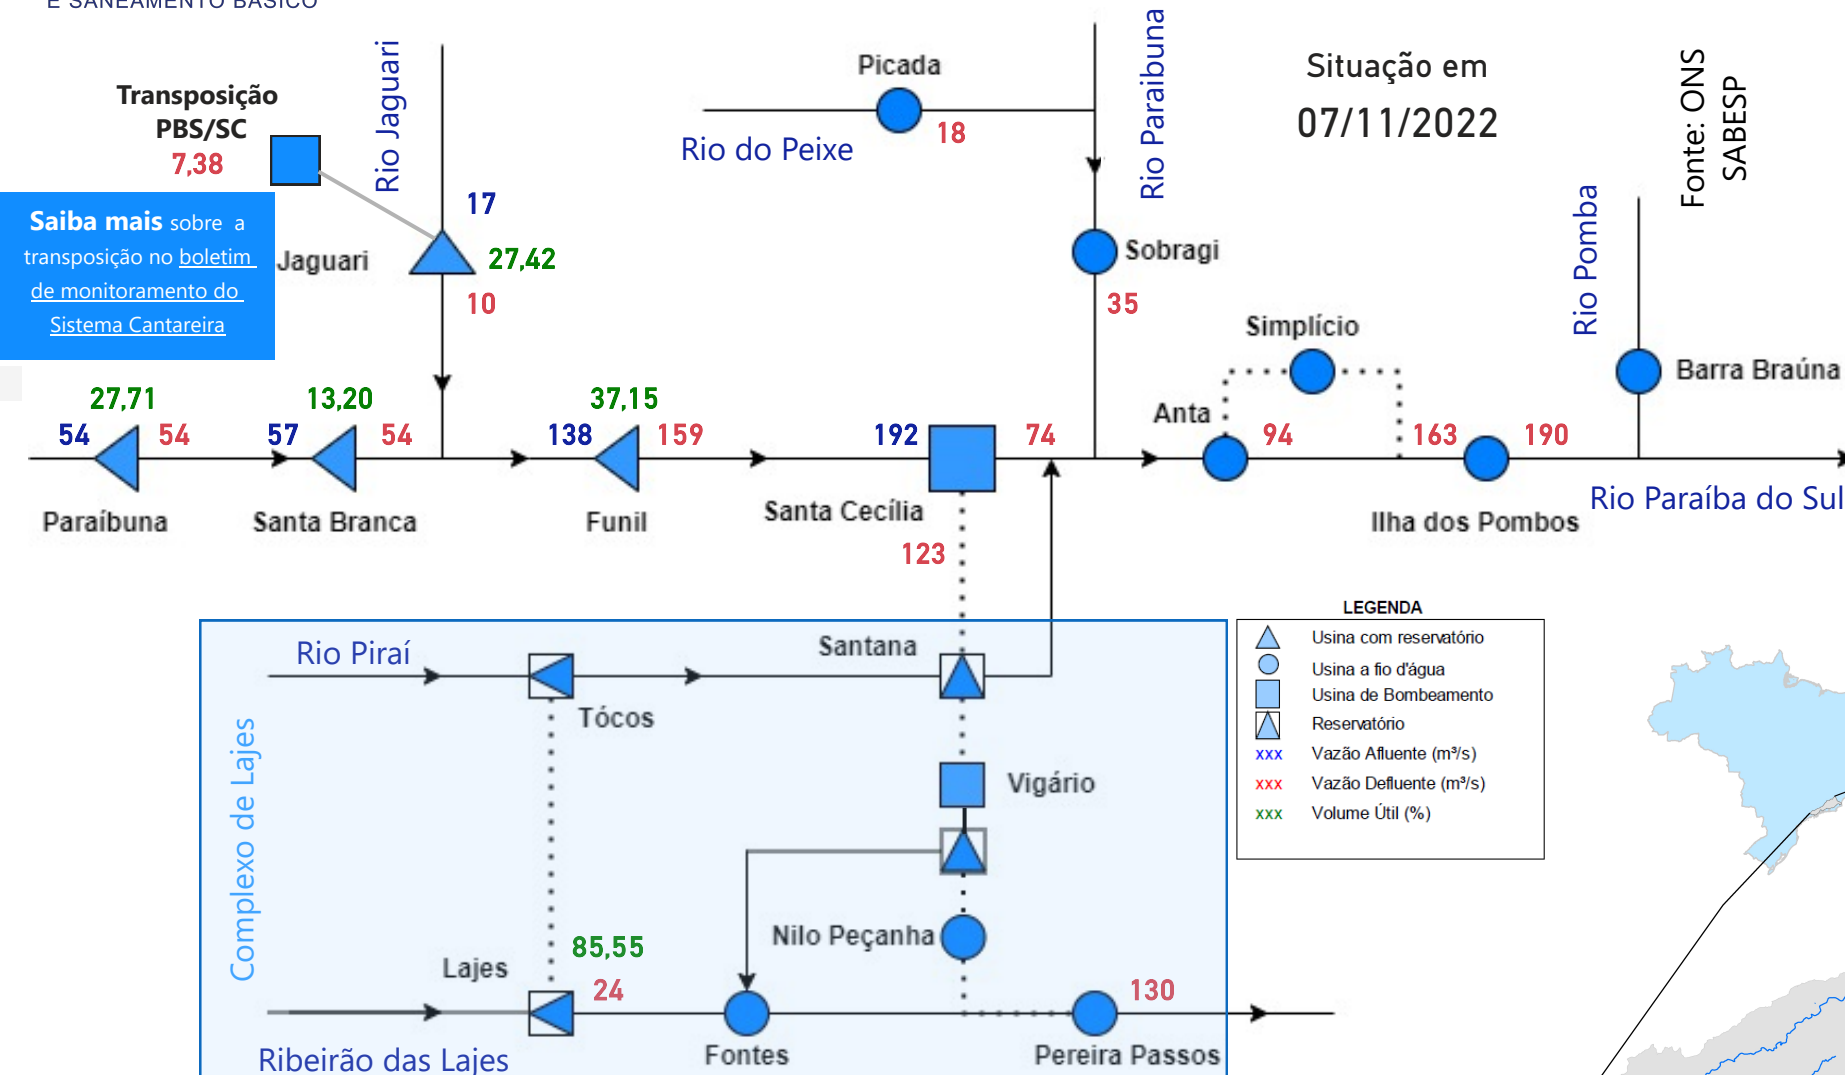 E SANEAMENTO BÁSICO
Transposição
PBS/SC
7,38
Saiba mais sobre a
transposição no boletim
de monitoramento do
Sistema Cantareira
Rio Jaguari
17
Jaguari
27,42
10
Picada
18
Rio do Peixe
Rio Paraibuna
Sobragi
35
Situação em
07/11/2022
Fonte: ONS
SABESP
Rio Pomba
Simplício
Barra Braúna
Anta
27,71
54
54
Paraíbuna
13,20
57
54
Santa Branca
37,15
138
159
Funil
192
74
Santa Cecília
123
94
163
190
Ilha dos Pombos
Rio Paraíba do Sul
Complexo de Lajes
Rio Piraí
Tócos
Santana
Vigário
Nilo Peçanha
Lajes
85,55
24
130
Ribeirão das Lajes
Fontes
Pereira Passos
LEGENDA
Usina com reservatório
Usina a fio d'água
Usina de Bombeamento
Reservatório
xxx Vazão Afluente (m³/s)
xxx Vazão Defluente (m³/s)
xxx Volume Útil (%)